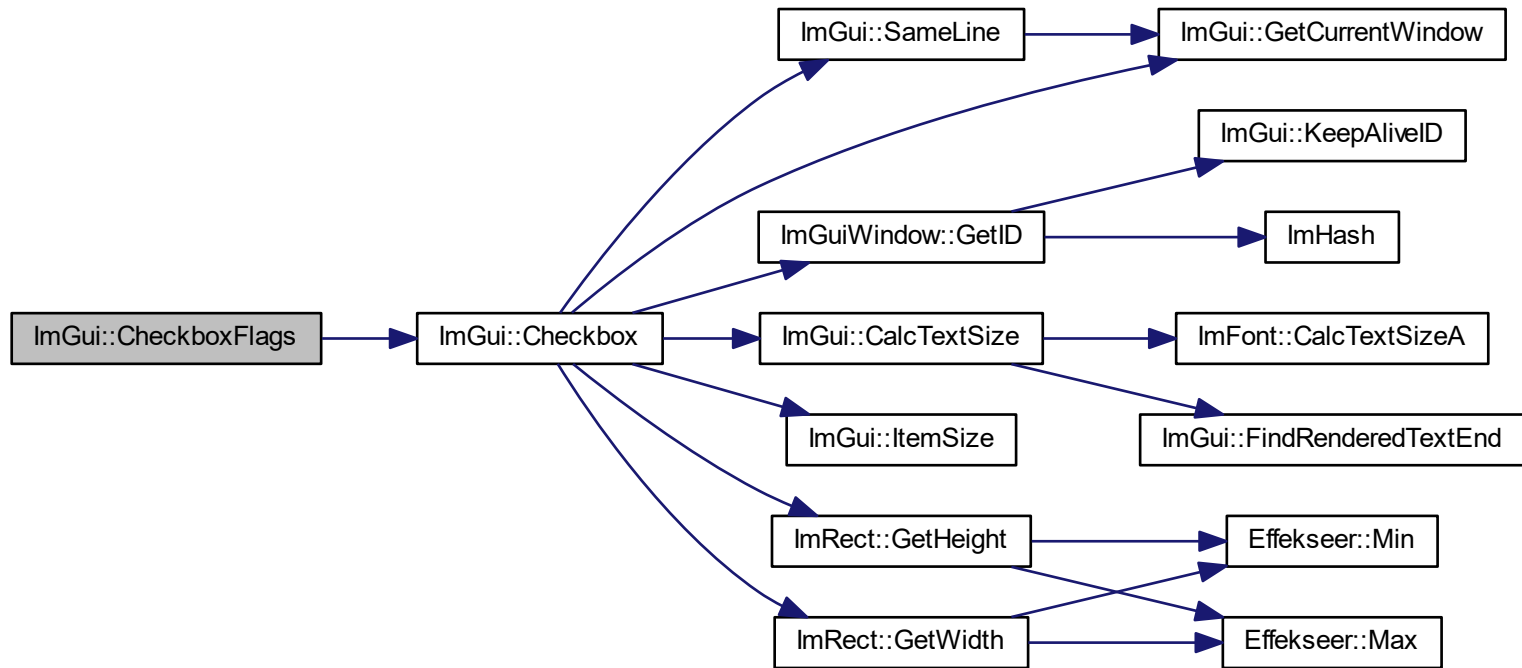 ImGui::SameLine
ImGui::GetCurrentWindow
ImGui::KeepAliveID
ImGuiWindow::GetID
ImHash
ImGui::CheckboxFlags
ImGui::Checkbox
ImGui::CalcTextSize
ImFont::CalcTextSizeA
ImGui::ItemSize
ImGui::FindRenderedTextEnd
ImRect::GetHeight
Effekseer::Min
ImRect::GetWidth
Effekseer::Max